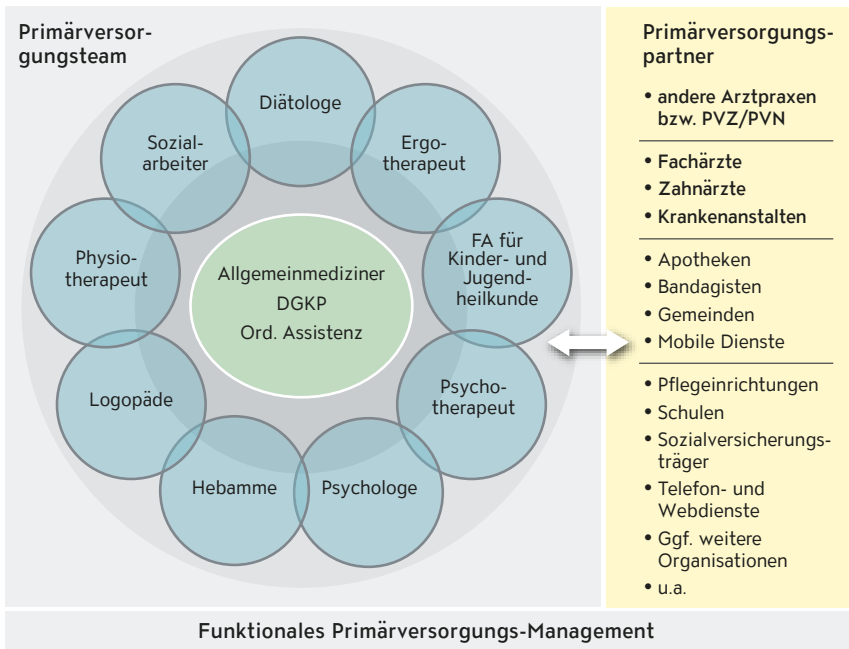 Primärversor-
gungsteam
Diätologe
Ergo-
therapeut
FA für
Kinder- und
Jugend-
heilkunde
Psycho-
therapeut
Psychologe
Hebamme
Logopäde
Physio-
therapeut
Sozial-
arbeiter
Allgemeinmediziner
DGKP
Ord. Assistenz
Primärversorgungs-
partner
• andere Arztpraxen
bzw. PVZ/PVN
• Fachärzte
• Zahnärzte
• Krankenanstalten
• Apotheken
• Bandagisten
• Gemeinden
• Mobile Dienste
• Pflegeinrichtungen
• Schulen
• Sozialversicherungs-
träger
• Telefon- und
Webdienste
• Ggf. weitere
Organisationen
• u.a.
Funktionales Primärversorgungs-Management